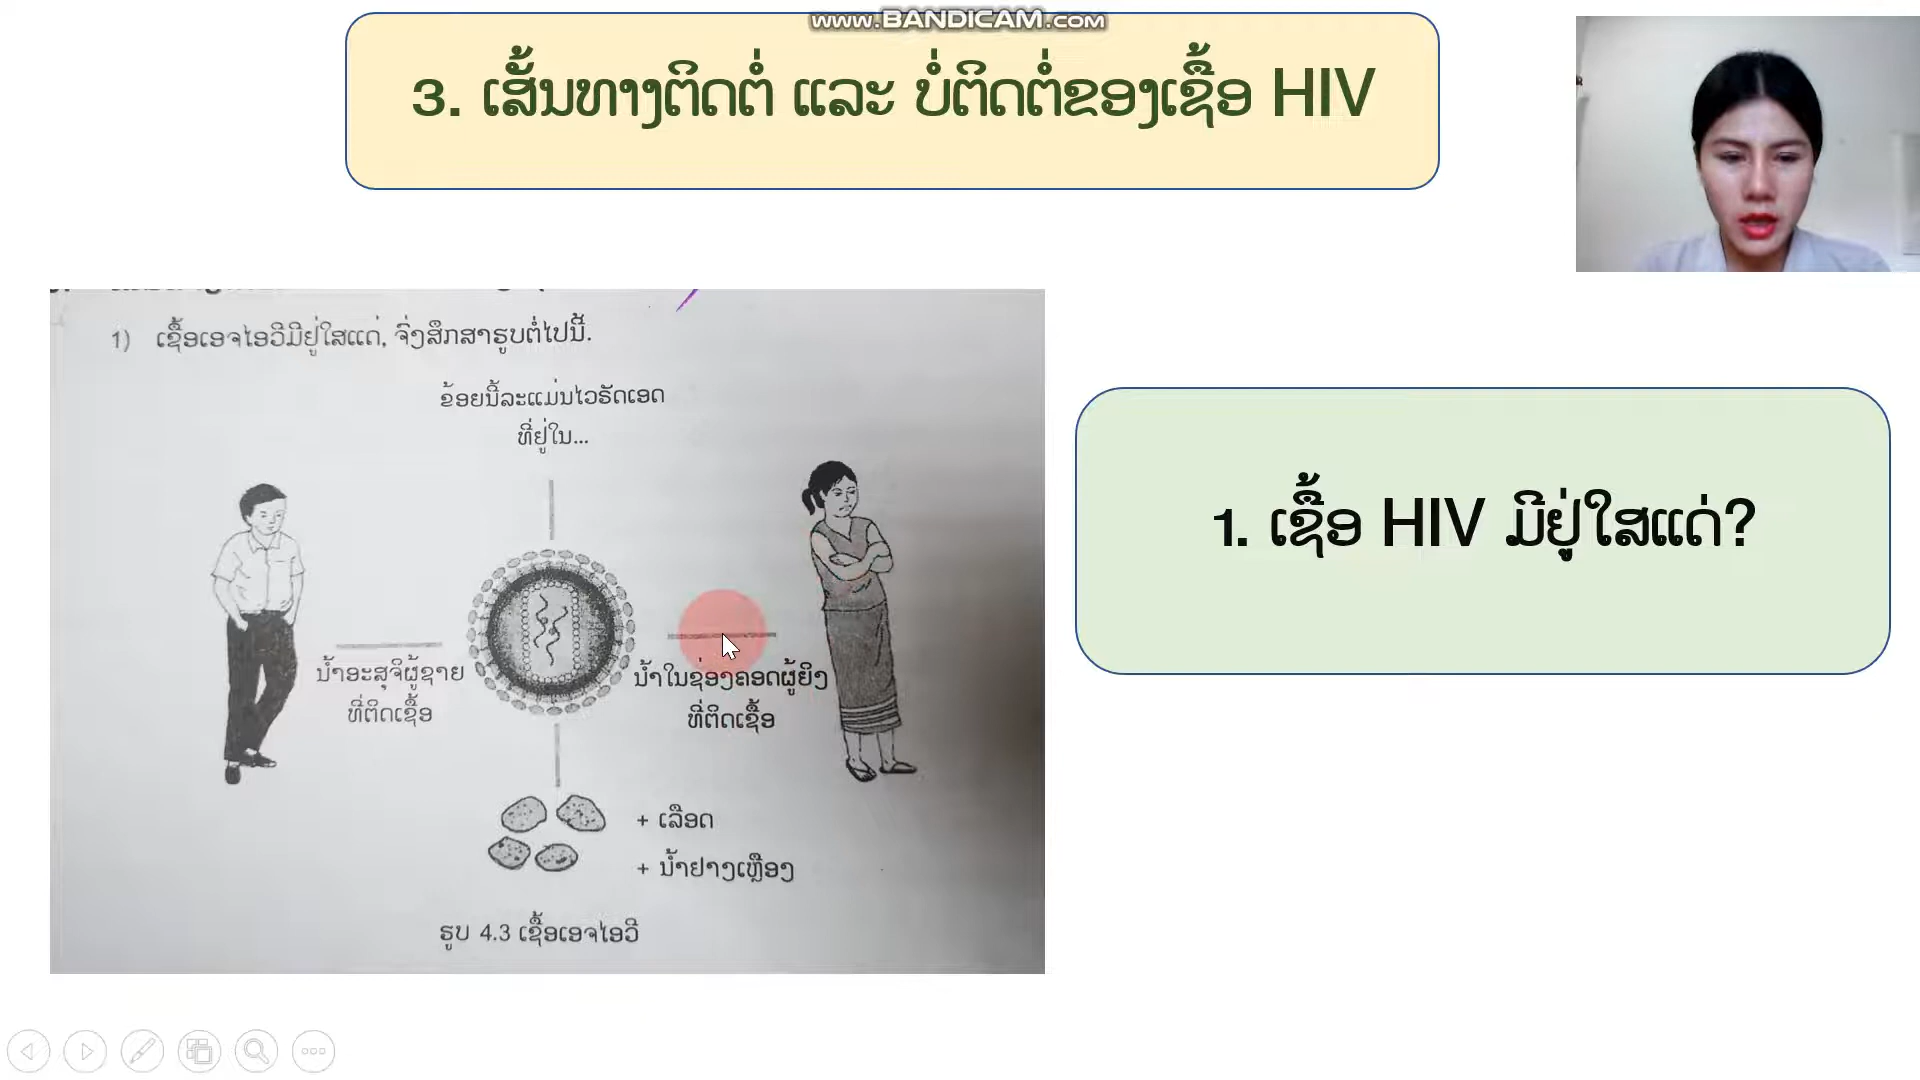 www.BANDICAM.com
3. ເສັ້ນທາງຕິດຕໍ່ ແລະ ບໍ່ຕິດຕໍ່ຂອງເຊື້ອ HIV
1) ເຊື້ອເອຈໄອວີມີຢູ່ໃສແດ່, ຈົ່ງສຶກສາຮູບຕໍ່ໄປນີ້.
ຂ້ອຍນີ້ລະແມ່ນໄວຣັດເອດ
ທີ່ຢູ່ໃນ...
ນ້ຳອະສຸຈິຜູ້ຊາຍ
ທີ່ຕິດເຊື້ອ
ນ້ຳໃນຊ່ອງຄອດຜູ້ຍິງ
ທີ່ຕິດເຊື້ອ
+ ເລືອດ
+ ນ້ຳຢາງເຫຼືອງ
ຮູບ 4.3 ເຊື້ອເອຈໄອວີ
1. ເຊື້ອ HIV ມີຢູ່ໃສແດ່?